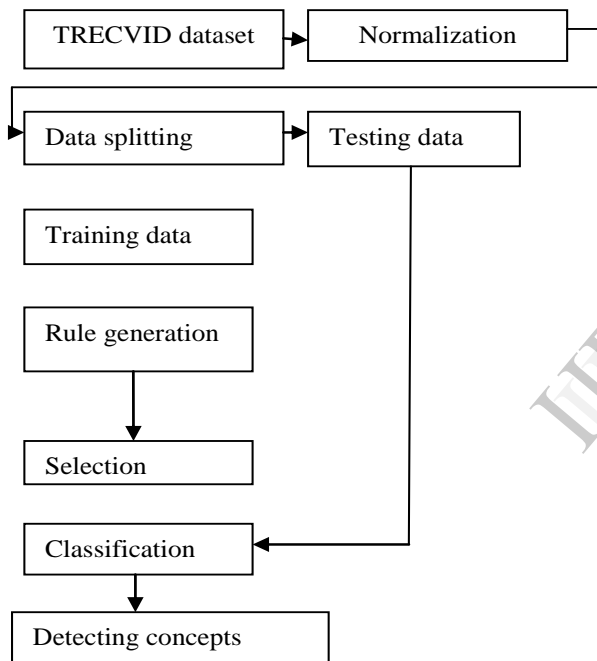 TRECVID dataset
Normalization
Data splitting
Testing data
Training data
Rule generation
Selection
Classification
Detecting concepts